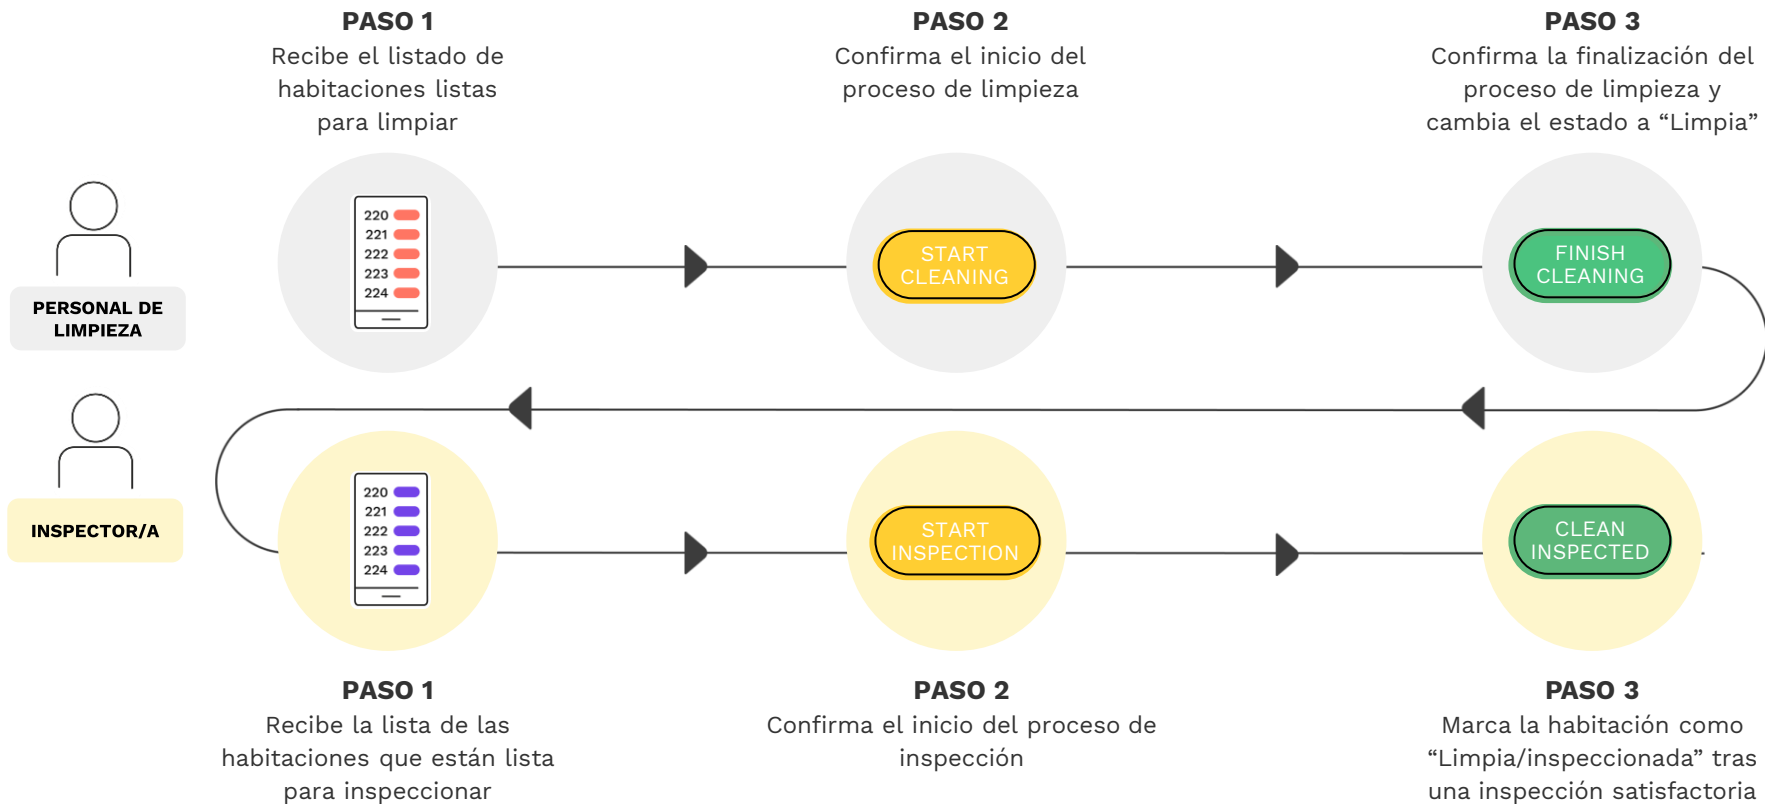 PASO 1
Recibe el listado de
habitaciones listas
para limpiar
PASO 2
Confirma el inicio del
proceso de limpieza
PASO 3
Confirma la finalización del
proceso de limpieza y
cambia el estado a “Limpia”
PERSONAL DE
LIMPIEZA
220
221
222
223
224
START
CLEANING
FINISH
CLEANING
INSPECTOR/A
220
221
222
223
224
START
INSPECTION
CLEAN
INSPECTED
PASO 1
Recibe la lista de las
habitaciones que están lista
para inspeccionar
PASO 2
Confirma el inicio del proceso de
inspección
PASO 3
Marca la habitación como
“Limpia/inspeccionada” tras
una inspección satisfactoria